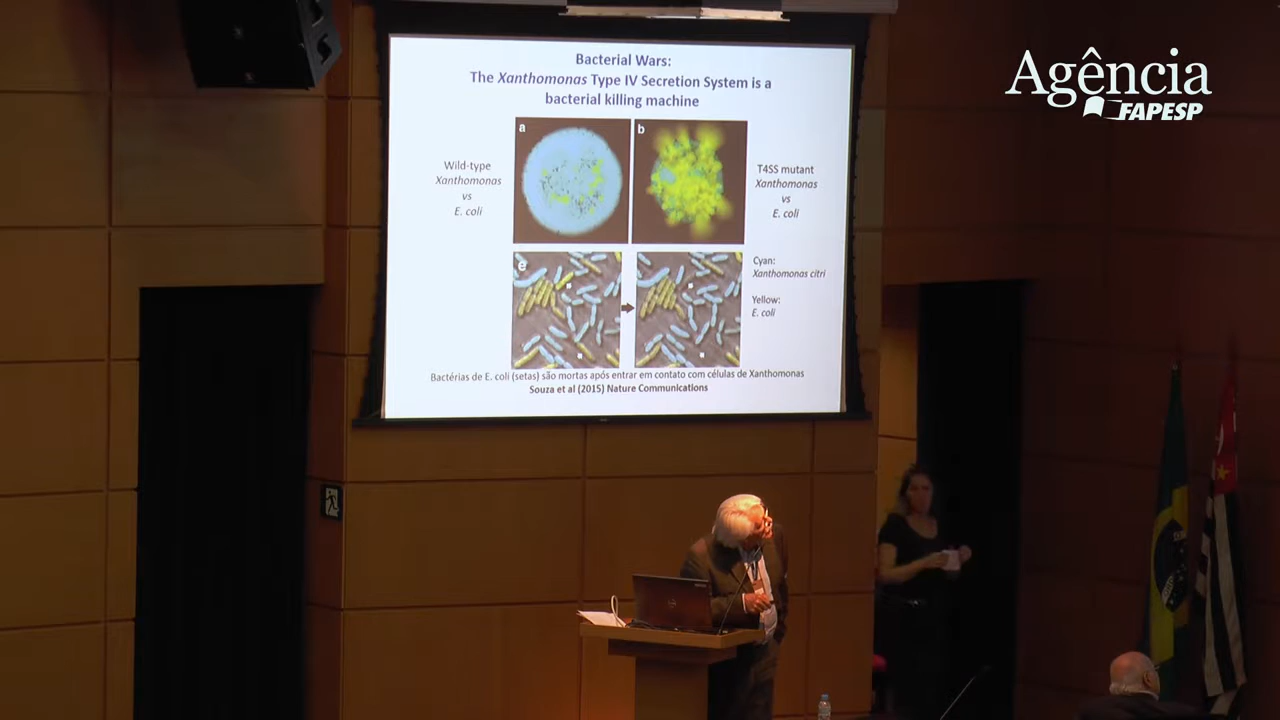 Bacterial Wars:
The Xanthomonas Type IV Secretion System is a
bacterial killing machine
a
b
Wild-type
Xanthomonas
vs
E. coli
T4SS mutant
Xanthomonas
vs
E. coli
e
Cyan:
Xanthomonas citri
Yellow:
E. coli
Bactérias de E. coli (setas) são mortas após entrar em contato com células de Xanthomonas
Souza et al (2015) Nature Communications
Agência
FAPESP